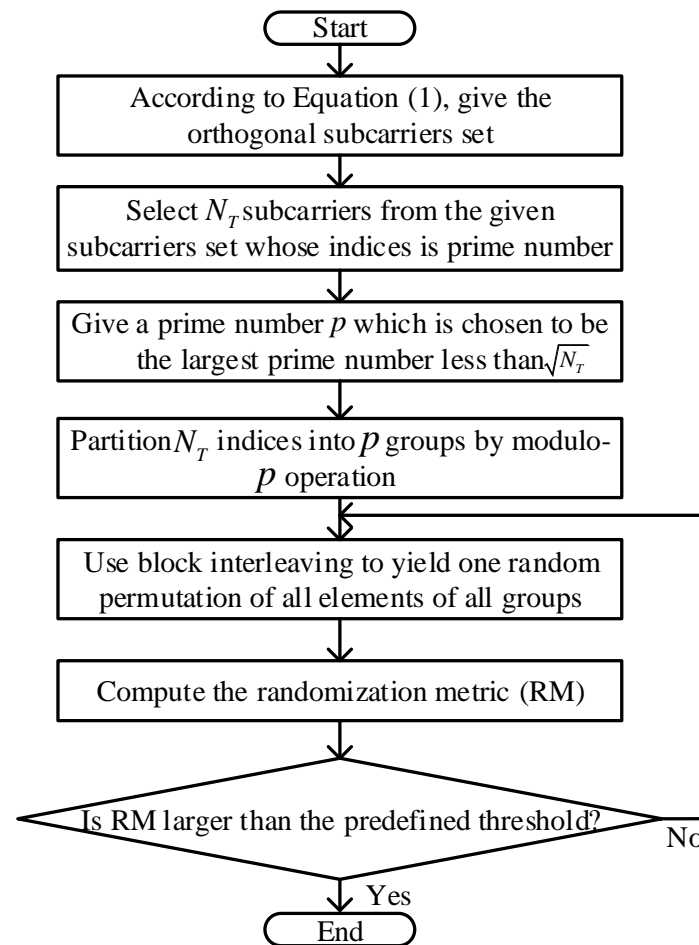 Start
According to Equation (1), give the
orthogonal subcarriers set
Select N_T subcarriers from the given
subcarriers set whose indices is prime number
Give a prime number p which is chosen to be
the largest prime number less than √N_T
Partition N_T indices into p groups by modulo-
p operation
Use block interleaving to yield one random
permutation of all elements of all groups
Compute the randomization metric (RM)
Is RM larger than the predefined threshold?
No
Yes
End